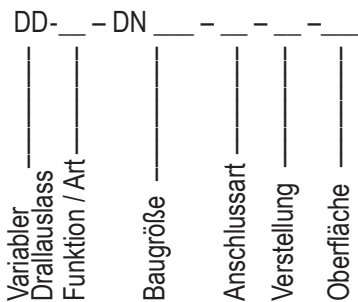 DD-__ – DN ___ – __ – __ –___
Variabler
Drallauslass
Funktion / Art
Baugröße
Anschlussart
Verstellung
Oberfläche